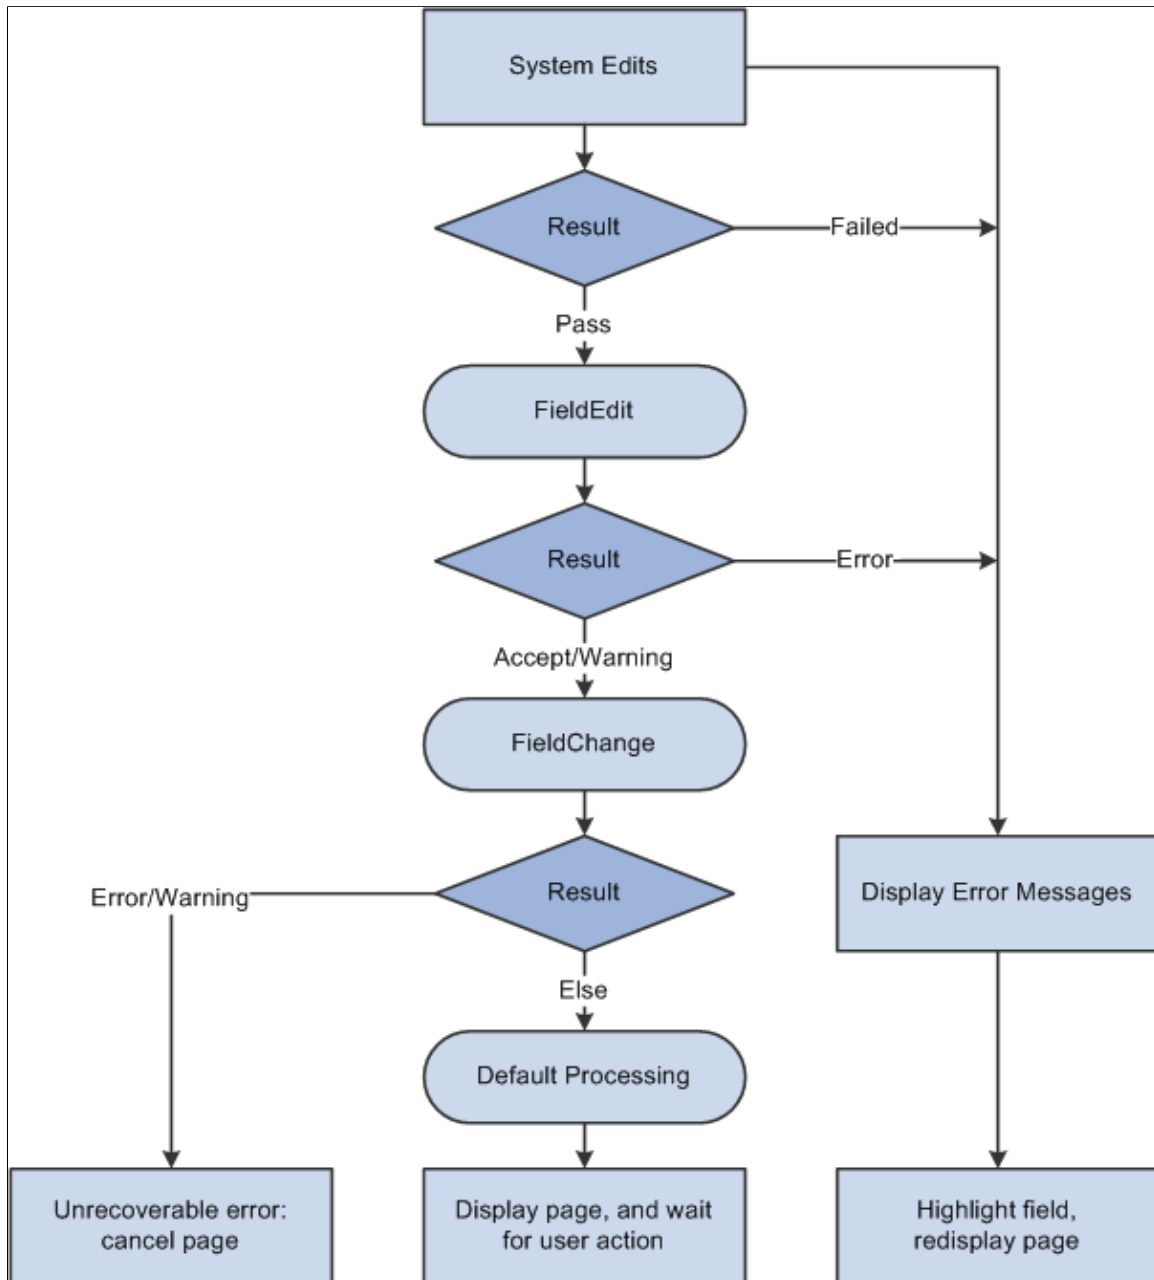 System Edits
Result
Failed
Pass
FieldEdit
Result
Error
Accept/Warning
FieldChange
Error/Warning
Result
Display Error Messages
Else
Default Processing
Unrecoverable error:
cancel page
Display page, and wait
for user action
Highlight field,
redisplay page